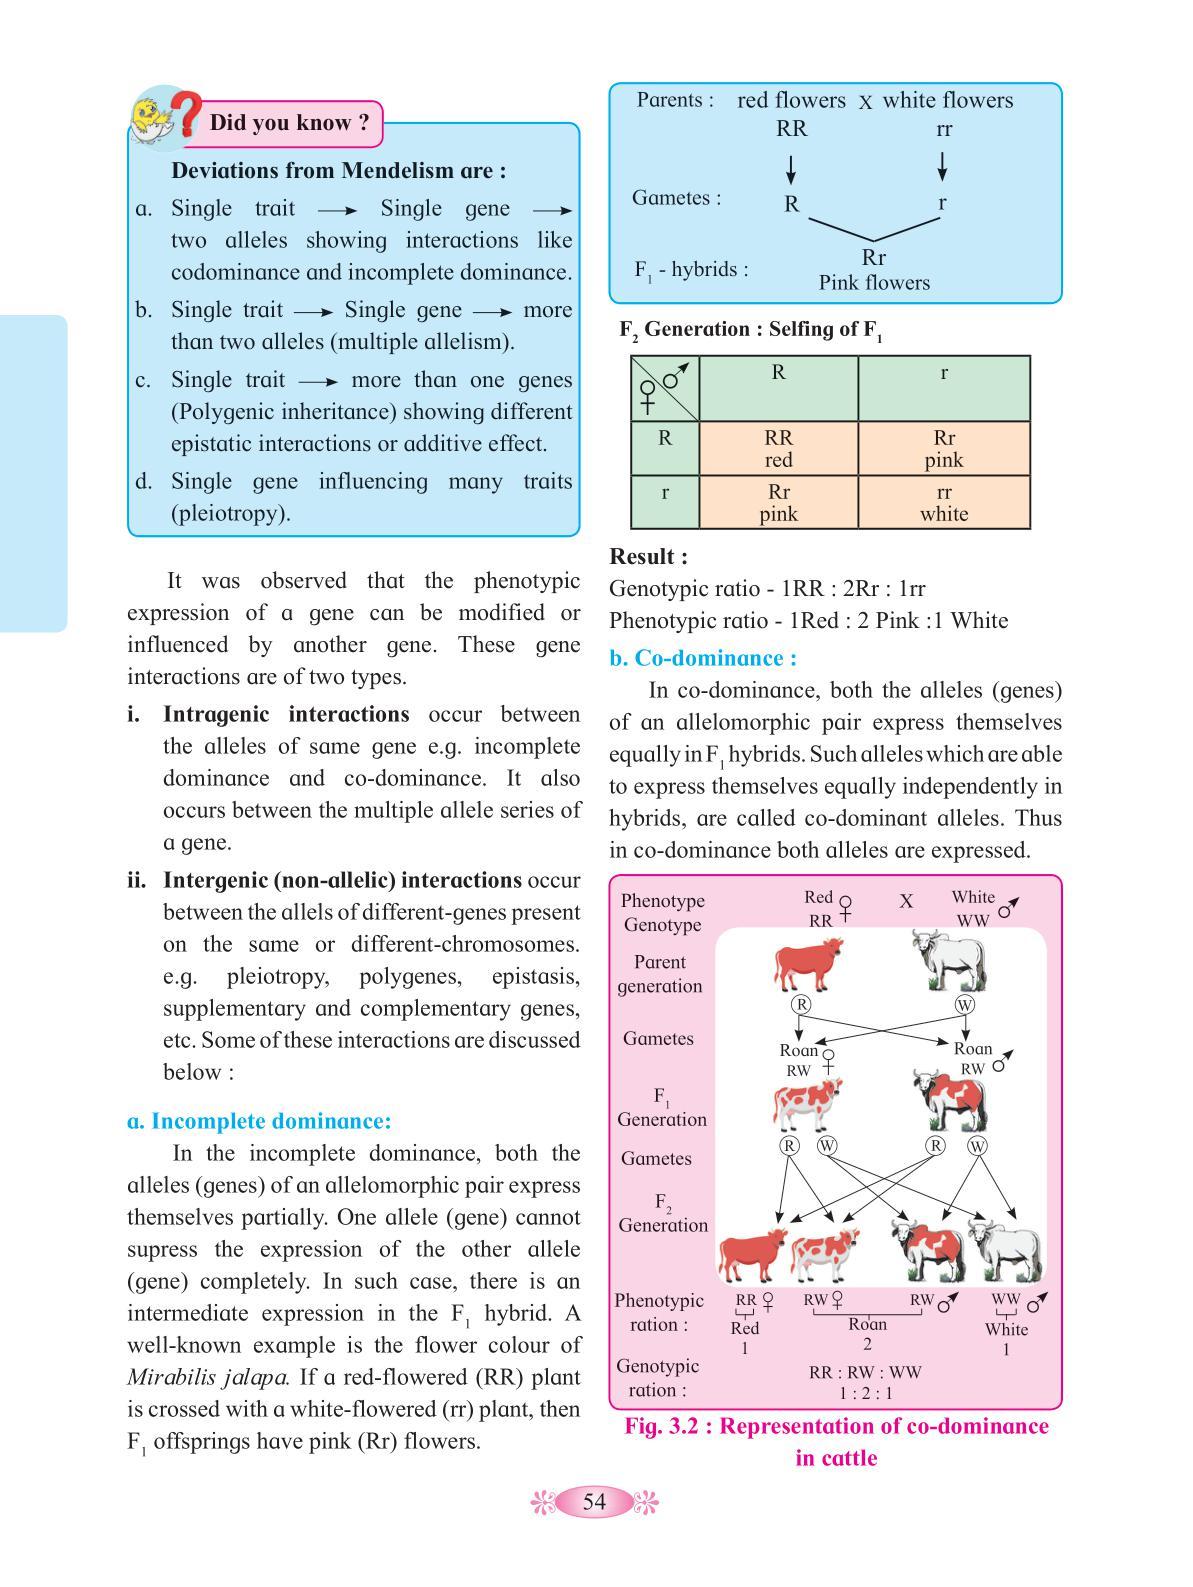 Did you know ?
Deviations from Mendelism are :
a. Single trait → Single gene →
two alleles showing interactions like
codominance and incomplete dominance.
b. Single trait → Single gene → more
than two alleles (multiple allelism).
c. Single trait → more than one genes
(Polygenic inheritance) showing different
epistatic interactions or additive effect.
d. Single gene influencing many traits
(pleiotropy).
It was observed that the phenotypic
expression of a gene can be modified or
influenced by another gene. These gene
interactions are of two types.
i. Intragenic interactions occur between
the alleles of same gene e.g. incomplete
dominance and co-dominance. It also
occurs between the multiple allele series of
a gene.
ii. Intergenic (non-allelic) interactions occur
between the allels of different-genes present
on the same or different-chromosomes.
e.g. pleiotropy, polygenes, epistasis,
supplementary and complementary genes,
etc. Some of these interactions are discussed
below :
a. Incomplete dominance:
In the incomplete dominance, both the
alleles (genes) of an allelomorphic pair express
themselves partially. One allele (gene) cannot
supress the expression of the other allele
(gene) completely. In such case, there is an
intermediate expression in the F1 hybrid. A
well-known example is the flower colour of
Mirabilis jalapa. If a red-flowered (RR) plant
is crossed with a white-flowered (rr) plant, then
F1 offsprings have pink (Rr) flowers.
Parents : red flowers X white flowers
RR rr
Gametes : R r
Rr
F1 - hybrids :
Pink flowers
F2 Generation : Selfing of F1
♀ ♂ R r
R RR Rr
red pink
r Rr rr
pink white
Result :
Genotypic ratio - 1RR : 2Rr : 1rr
Phenotypic ratio - 1Red : 2 Pink :1 White
b. Co-dominance :
In co-dominance, both the alleles (genes)
of an allelomorphic pair express themselves
equally in F1 hybrids. Such alleles which are able
to express themselves equally independently in
hybrids, are called co-dominant alleles. Thus
in co-dominance both alleles are expressed.
Phenotype Red ♀ X White ♂
Genotype RR WW
Parent
generation
R W
Gametes
Roan ♀ Roan ♂
RW RW
F1
Generation
R W R W
Gametes
F2
Generation
Phenotypic RR ♀ RW ♀ RW ♂ WW ♂
ration : Red Roan White
1 2 1
Genotypic RR : RW : WW
ration : 1 : 2 : 1
Fig. 3.2 : Representation of co-dominance
in cattle
54